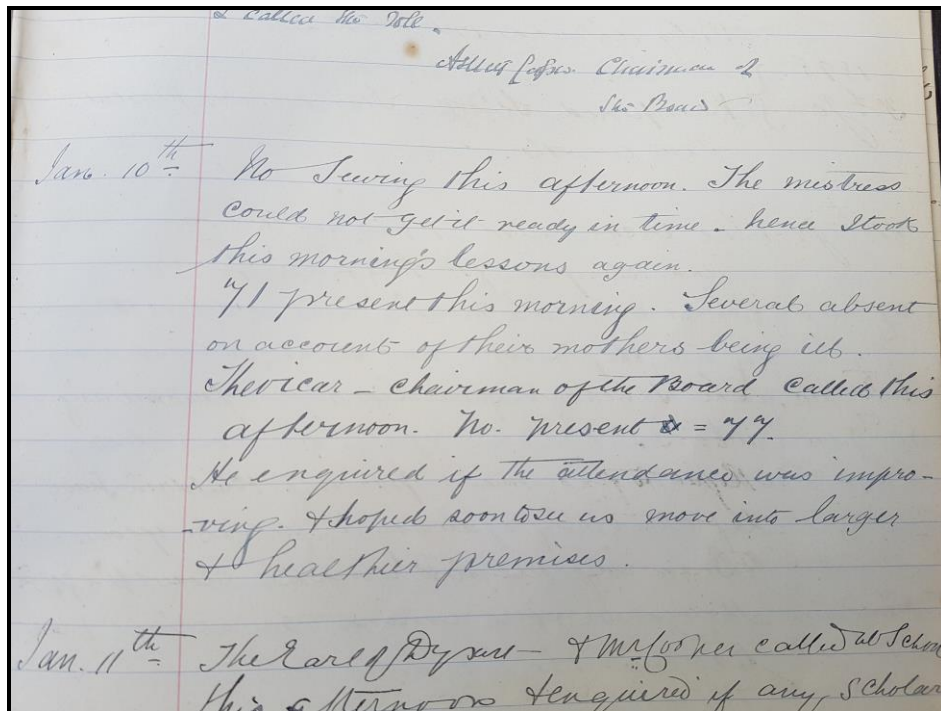 & called the Roll.
Chairman of
the Board
Jan. 10th No Sewing this afternoon. The mistress
could not get it ready in time - hence I took
this morning's lessons again.
71 present this morning. Several absent
on account of their mothers being ill.
The vicar - chairman of the Board called this
afternoon. No. present = 77.
He enquired if the attendance was impro-
-ving. & hoped soon to see us move into larger
& healthier premises.
Jan. 11th The Earl of Dysart - & Mr Cooper called at School
this afternoon & enquired if any, scholar